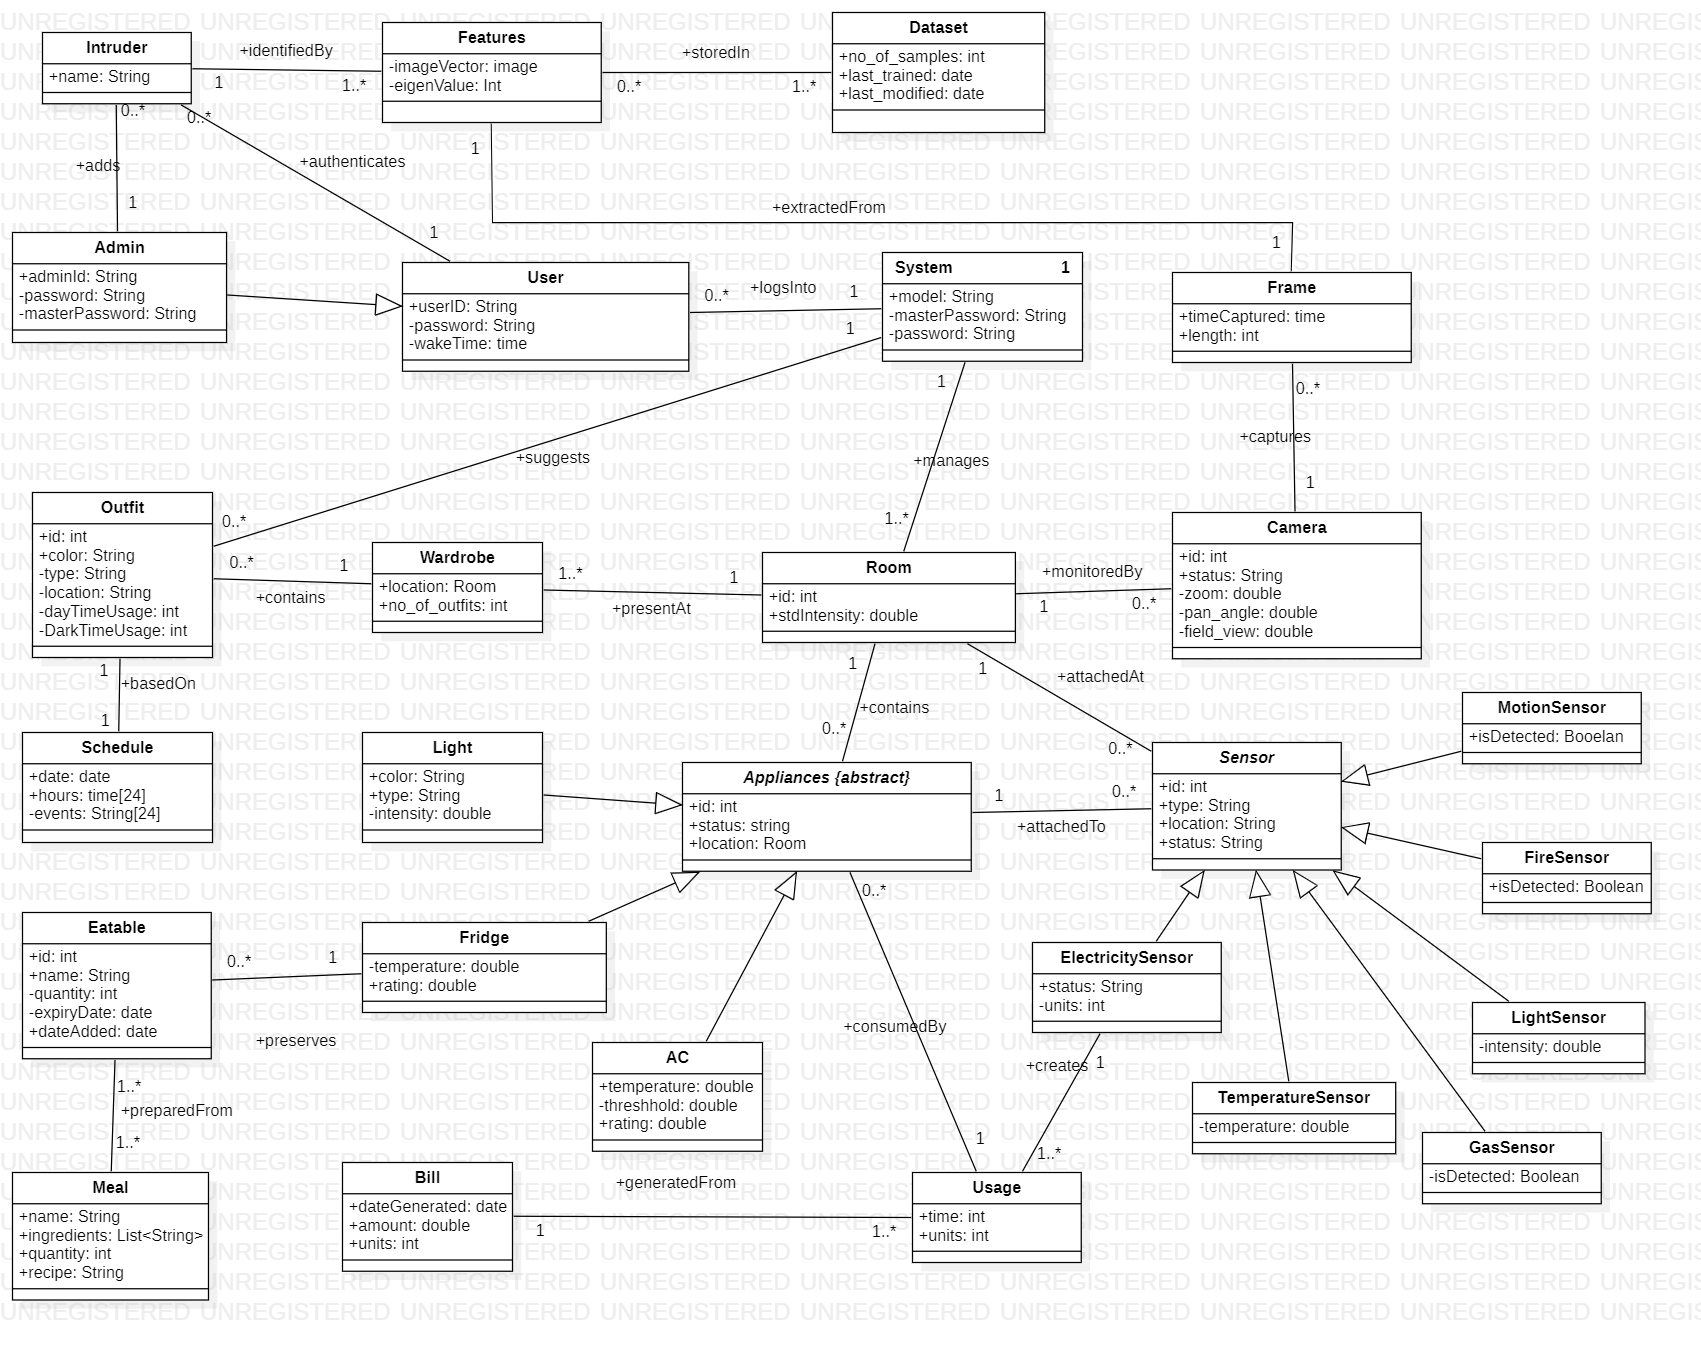 Intruder
+name: String
+identifiedBy
1
1..*
Features
-imageVector: image
-eigenValue: Int
+storedIn
0..*
1..*
Dataset
+no_of_samples: int
+last_trained: date
+last_modified: date
0..*
0..*
+adds
1
+authenticates
1
1
+extractedFrom
1
Admin
+adminId: String
-password: String
-masterPassword: String
User
+userID: String
-password: String
-wakeTime: time
0..*
+logsInto
1
System 1
+model: String
-masterPassword: String
-password: String
Frame
+timeCaptured: time
+length: int
1
+suggests
0..*
1
+manages
1..*
0..*
+captures
1
Outfit
+id: int
+color: String
-type: String
-location: String
-dayTimeUsage: int
-DarkTimeUsage: int
0..*
1
+contains
Wardrobe
+location: Room
+no_of_outfits: int
1..*
1
+presentAt
Room
+id: int
+stdIntensity: double
+monitoredBy
1
0..*
Camera
+id: int
+status: String
-zoom: double
-pan_angle: double
-field_view: double
1
+basedOn
1
1
+contains
0..*
1
+attachedAt
0..*
Schedule
+date: date
+hours: time[24]
-events: String[24]
Light
+color: String
+type: String
-intensity: double
Appliances {abstract}
+id: int
+status: string
+location: Room
1
0..*
+attachedTo
Sensor
+id: int
+type: String
+location: String
+status: String
MotionSensor
+isDetected: Booelan
FireSensor
+isDetected: Boolean
Eatable
+id: int
+name: String
-quantity: int
-expiryDate: date
+dateAdded: date
0..*
1
+preserves
Fridge
-temperature: double
+rating: double
0..*
+consumedBy
1
ElectricitySensor
+status: String
-units: int
+creates
1
1..*
LightSensor
-intensity: double
AC
+temperature: double
-threshhold: double
+rating: double
TemperatureSensor
-temperature: double
GasSensor
-isDetected: Boolean
1..*
+preparedFrom
1..*
Meal
+name: String
+ingredients: List<String>
+quantity: int
+recipe: String
Bill
+dateGenerated: date
+amount: double
+units: int
+generatedFrom
1
1..*
Usage
+time: int
+units: int
UNREGISTERED